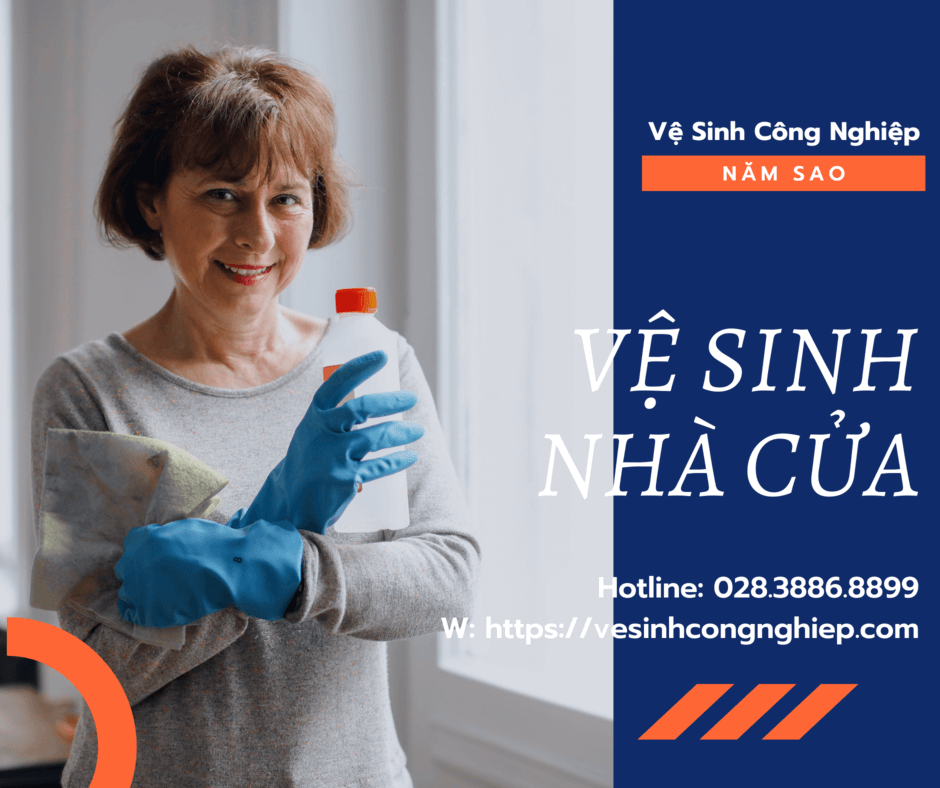 Vệ Sinh Công Nghiệp
NĂM SAO
VỆ SINH
NHÀ CỬA
Hotline: 028.3886.8899
W: https://vesinhcongnghiep.com